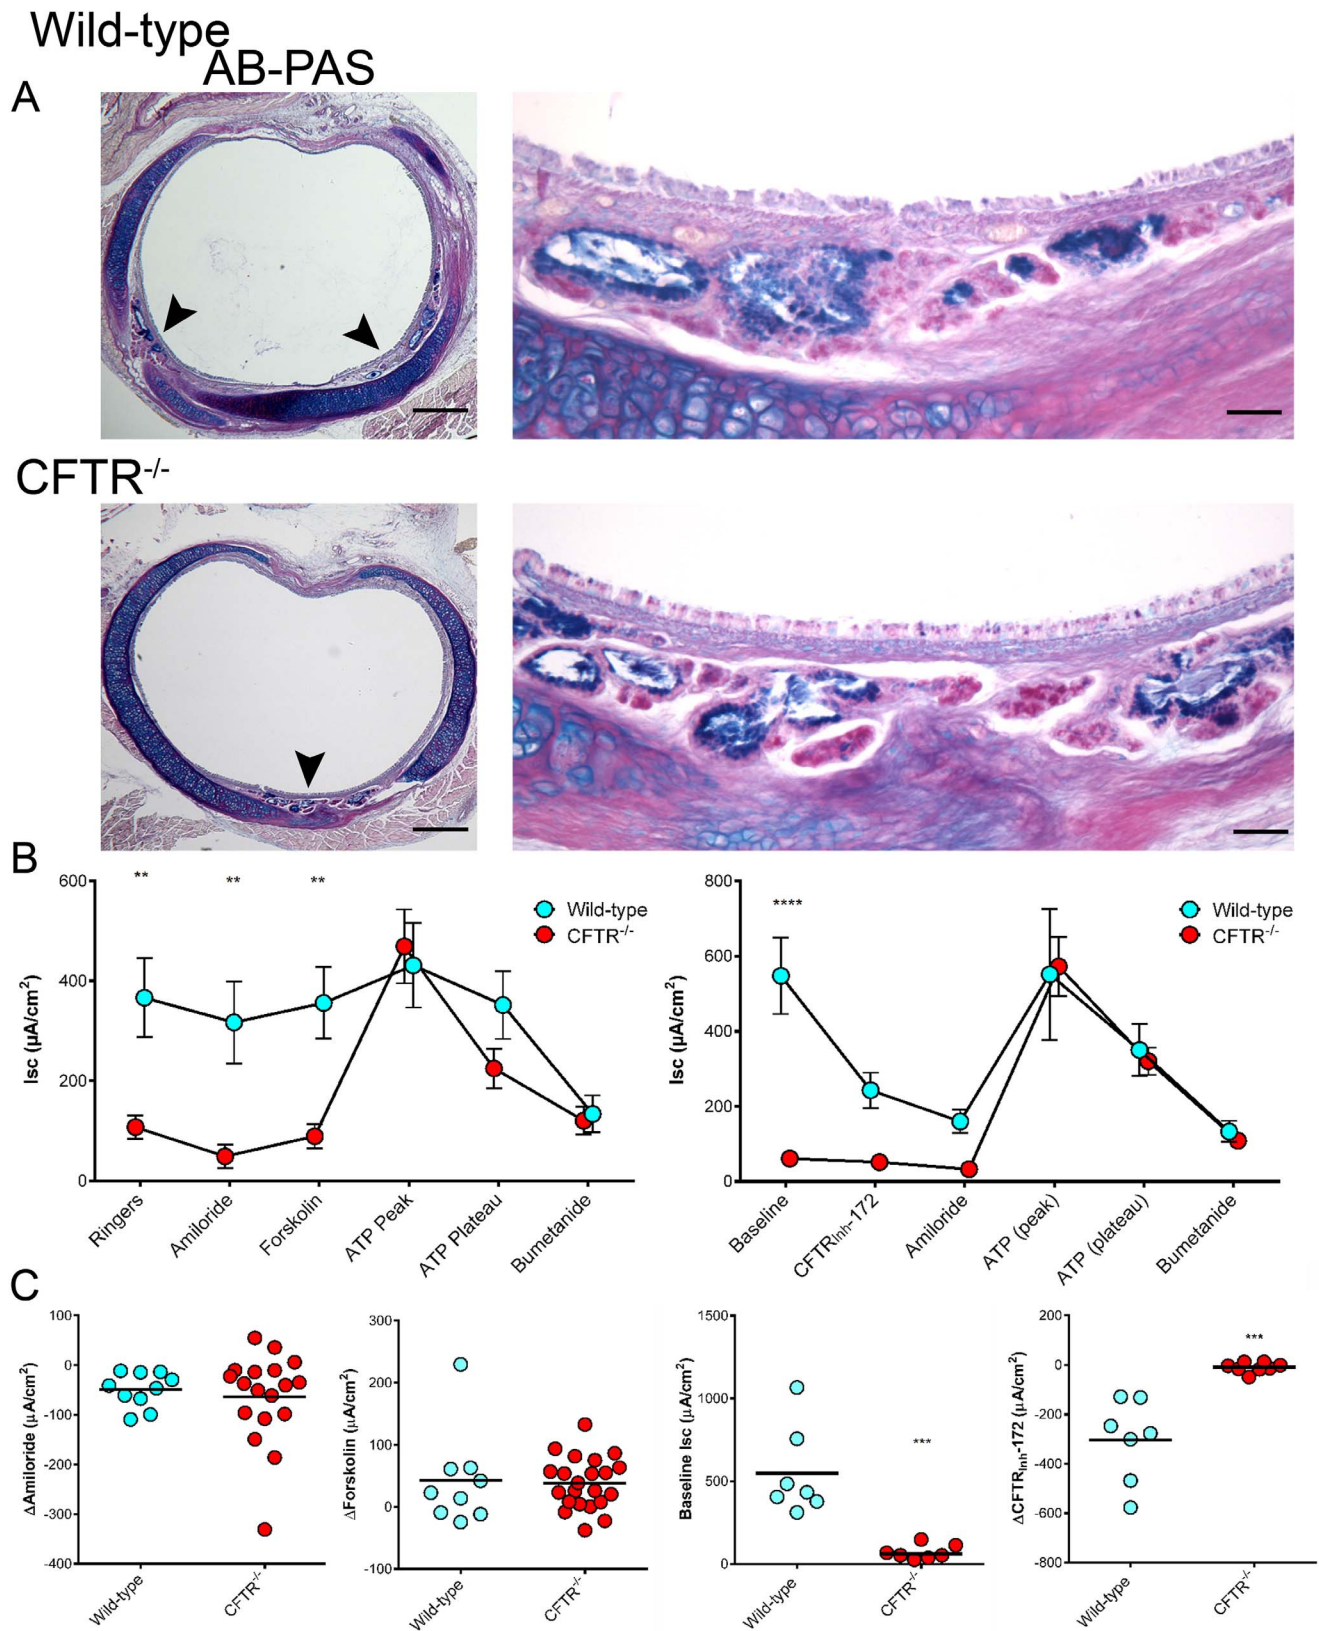 Wild-type
AB-PAS
A
CFTR-/-
B
600
400
200
0
Isc (µA/cm²)
**
**
**
Wild-type
CFTR-/-
Ringers
Amiloride
Forskolin
ATP Peak
ATP Plateau
Bumetanide
800
600
400
200
0
Isc (µA/cm²)
****
Wild-type
CFTR-/-
Baseline
CFTRInh-172
Amiloride
ATP (peak)
ATP (plateau)
Bumetanide
C
100
0
-100
-200
-300
-400
ΔAmiloride (µA/cm²)
Wild-type
CFTR-/-
300
200
100
0
-100
ΔForskolin (µA/cm²)
Wild-type
CFTR-/-
1500
1000
500
0
Baseline Isc (µA/cm²)
***
Wild-type
CFTR-/-
200
0
-200
-400
-600
-800
ΔCFTRInh-172 (µA/cm²)
***
Wild-type
CFTR-/-